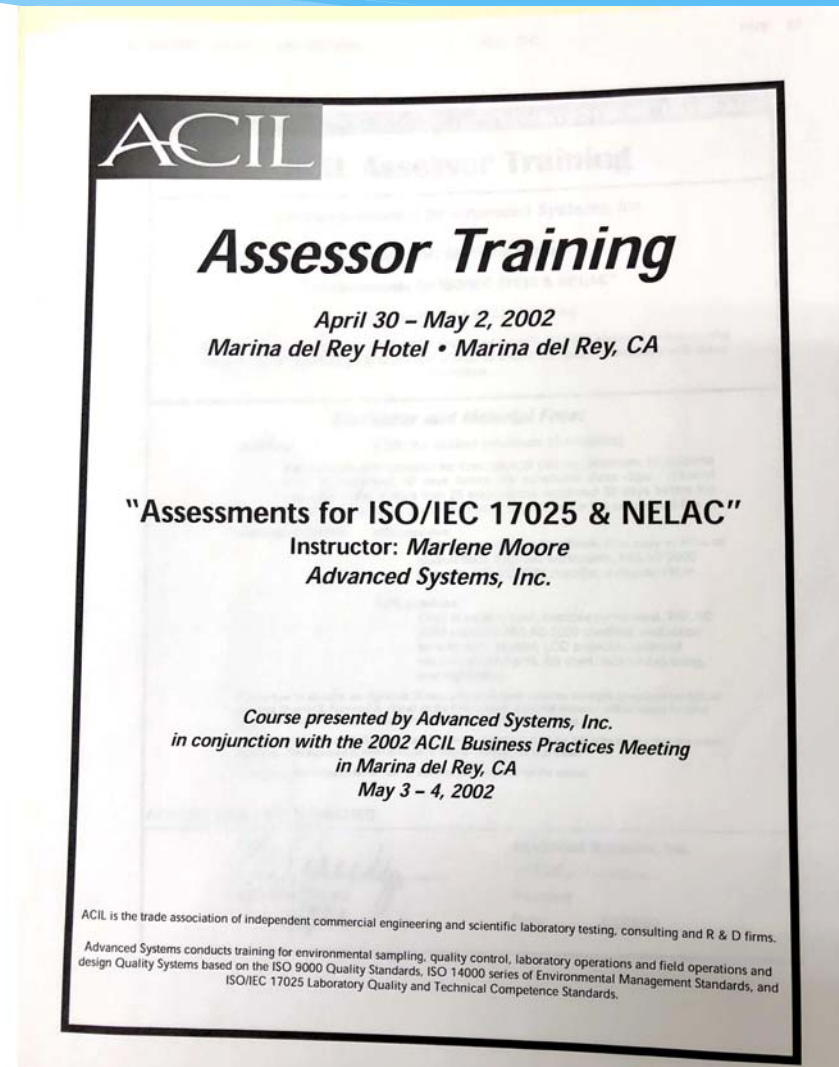 ACIL
Assessor Training
April 30 – May 2, 2002
Marina del Rey Hotel • Marina del Rey, CA
"Assessments for ISO/IEC 17025 & NELAC"
Instructor: Marlene Moore
Advanced Systems, Inc.
Course presented by Advanced Systems, Inc.
in conjunction with the 2002 ACIL Business Practices Meeting
in Marina del Rey, CA
May 3 – 4, 2002
ACIL is the trade association of independent commercial engineering and scientific laboratory testing, consulting and R & D firms.
Advanced Systems conducts training for environmental sampling, quality control, laboratory operations and field operations and
design Quality Systems based on the ISO 9000 Quality Standards, ISO 14000 series of Environmental Management Standards, and
ISO/IEC 17025 Laboratory Quality and Technical Competence Standards.